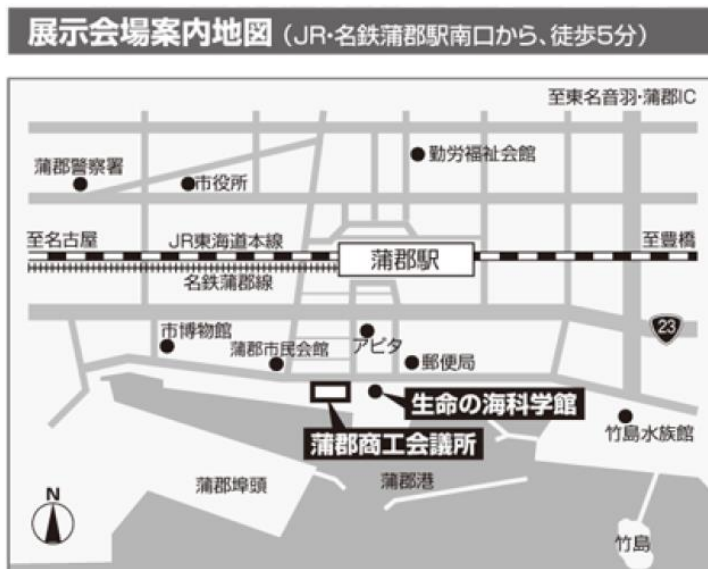 展示会場案内地図（JR・名鉄蒲郡駅南口から、徒歩5分）
至東名音羽・蒲郡IC
勤労福祉会館
蒲郡警察署
市役所
至名古屋
JR東海道本線
蒲郡駅
至豊橋
名鉄蒲郡線
23
市博物館
蒲郡市民会館
アピタ
郵便局
生命の海科学館
蒲郡商工会議所
竹島水族館
蒲郡埠頭
蒲郡港
N
竹島